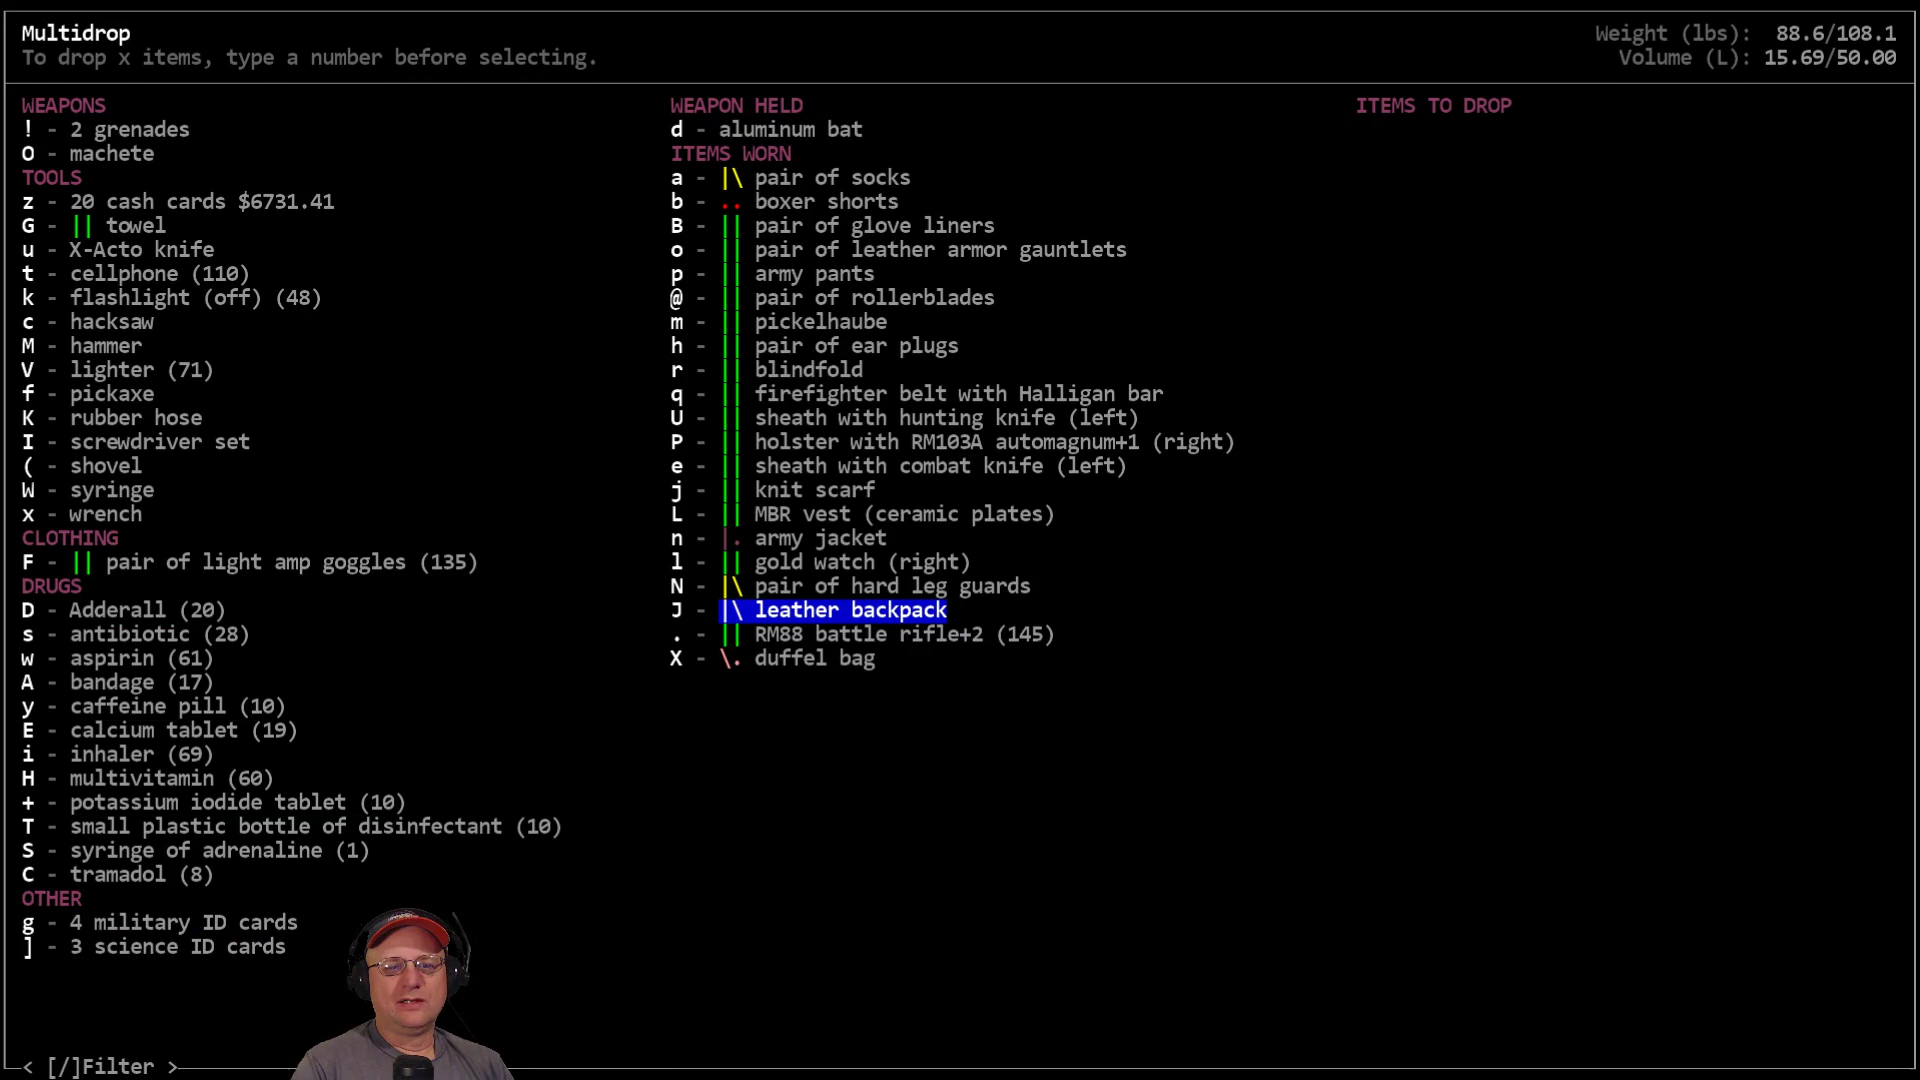 Multidrop
To drop x items, type a number before selecting.
Weight (lbs): 88.6/108.1
Volume (L): 15.69/50.00
WEAPONS
! - 2 grenades
O - machete
TOOLS
z - 20 cash cards $6731.41
G - || towel
u - X-Acto knife
t - cellphone (110)
k - flashlight (off) (48)
c - hacksaw
M - hammer
V - lighter (71)
f - pickaxe
K - rubber hose
I - screwdriver set
( - shovel
W - syringe
x - wrench
CLOTHING
F - || pair of light amp goggles (135)
DRUGS
D - Adderall (20)
s - antibiotic (28)
w - aspirin (61)
A - bandage (17)
y - caffeine pill (10)
E - calcium tablet (19)
i - inhaler (69)
H - multivitamin (60)
+ - potassium iodide tablet (10)
T - small plastic bottle of disinfectant (10)
S - syringe of adrenaline (1)
C - tramadol (8)
OTHER
g - 4 military ID cards
] - 3 science ID cards
WEAPON HELD
d - aluminum bat
ITEMS WORN
a - |\ pair of socks
b - .. boxer shorts
B - || pair of glove liners
o - || pair of leather armor gauntlets
p - || army pants
@ - || pair of rollerblades
m - || pickelhaube
h - || pair of ear plugs
r - || blindfold
q - || firefighter belt with Halligan bar
U - || sheath with hunting knife (left)
P - || holster with RM103A automagnum+1 (right)
e - || sheath with combat knife (left)
j - || knit scarf
L - || MBR vest (ceramic plates)
n - |. army jacket
l - || gold watch (right)
N - |\ pair of hard leg guards
J - |\ leather backpack
. - || RM88 battle rifle+2 (145)
X - \. duffel bag
ITEMS TO DROP
< [/]Filter >